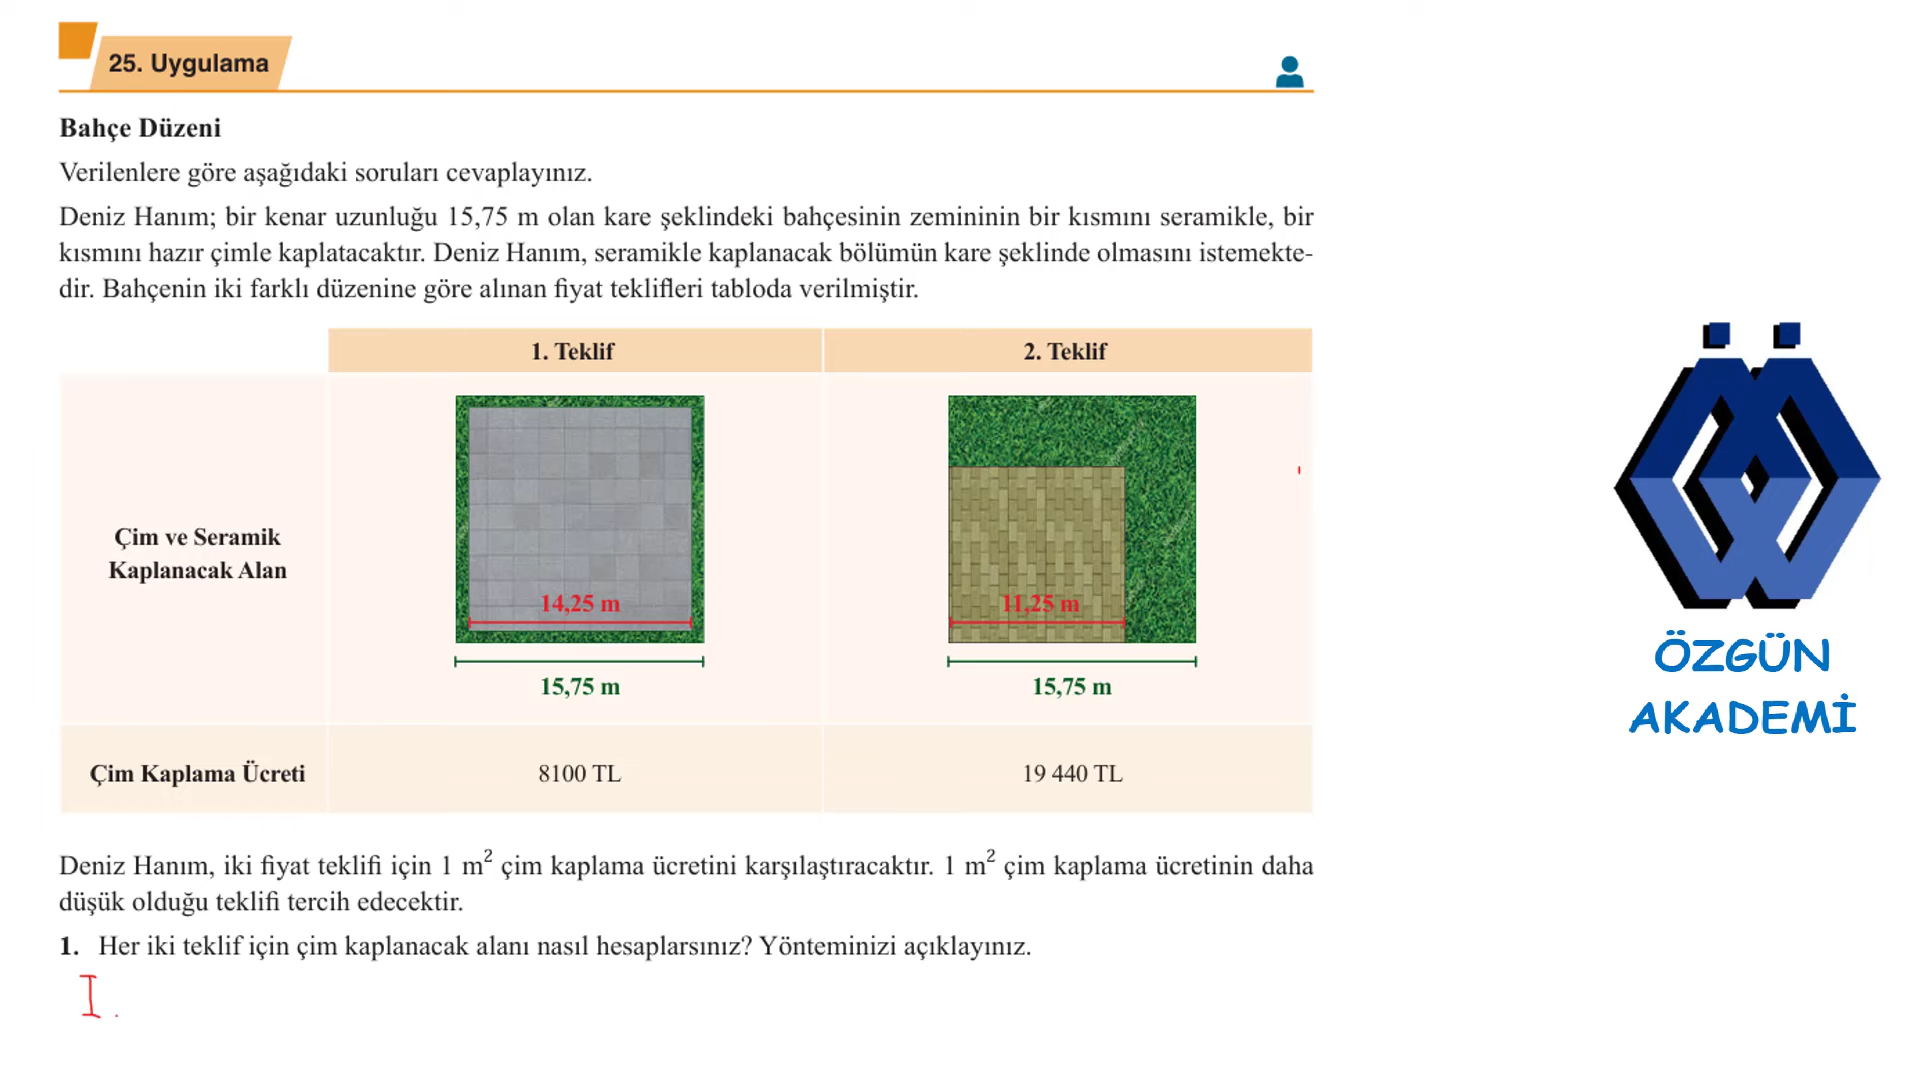 25. Uygulama
Bahçe Düzeni
Verilenlere göre aşağıdaki soruları cevaplayınız.
Deniz Hanım; bir kenar uzunluğu 15,75 m olan kare şeklindeki bahçesinin zemininin bir kısmını seramikle, bir
kısmını hazır çimle kaplatacaktır. Deniz Hanım, seramikle kaplanacak bölümün kare şeklinde olmasını istemekte-
dir. Bahçenin iki farklı düzenine göre alınan fiyat teklifleri tabloda verilmiştir.
1. Teklif
2. Teklif
Çim ve Seramik
Kaplanacak Alan
14,25 m
15,75 m
11,25 m
15,75 m
Çim Kaplama Ücreti
8100 TL
19 440 TL
Deniz Hanım, iki fiyat teklifi için 1 m² çim kaplama ücretini karşılaştıracaktır. 1 m² çim kaplama ücretinin daha
düşük olduğu teklifi tercih edecektir.
1. Her iki teklif için çim kaplanacak alanı nasıl hesaplarsınız? Yönteminizi açıklayınız.
I.
ÖZGÜN
AKADEMİ